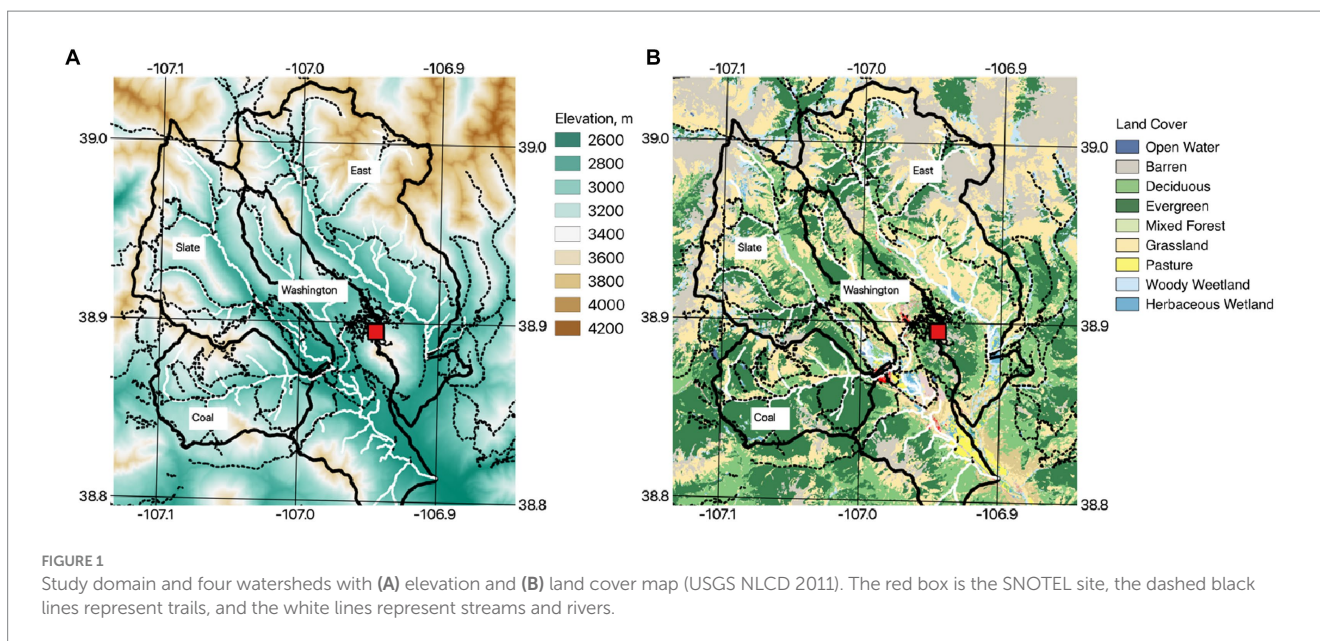 A
-107.1 -107.0 -106.9
39.0 39.0
East
Slate
Washington
38.9 38.9
Coal
38.8 38.8
-107.1 -107.0 -106.9
Elevation, m
2600
2800
3000
3200
3400
3600
3800
4000
4200
B
-107.1 -107.0 -106.9
39.0 39.0
East
Slate
Washington
38.9 38.9
Coal
38.8 38.8
-107.1 -107.0 -106.9
Land Cover
Open Water
Barren
Deciduous
Evergreen
Mixed Forest
Grassland
Pasture
Woody Weetland
Herbaceous Wetland
FIGURE 1
Study domain and four watersheds with (A) elevation and (B) land cover map (USGS NLCD 2011). The red box is the SNOTEL site, the dashed black
lines represent trails, and the white lines represent streams and rivers.